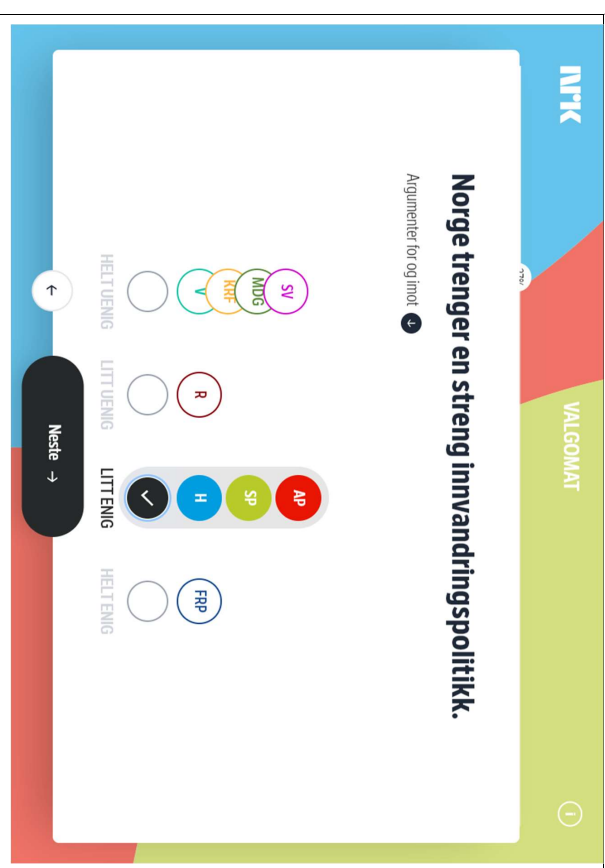 NRK
VALGOMAT
i
Norge trenger en streng innvandringspolitikk.
Argumenter for og imot
SV
MDG
KRF
V
R
AP
SP
H
FRP
HELT UENIG
LITT UENIG
LITT ENIG
HELT ENIG
Neste →